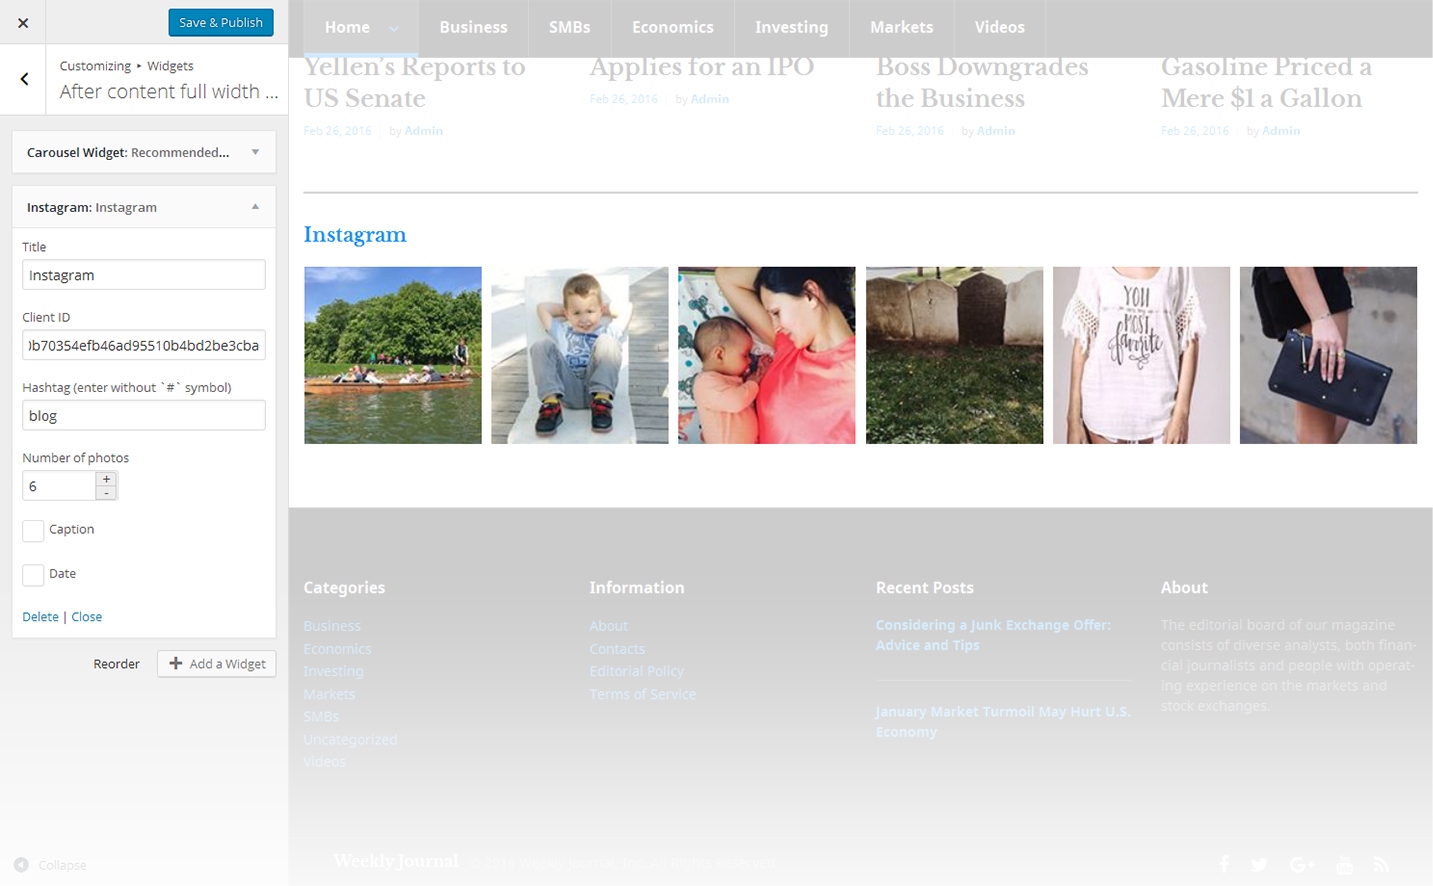 Save & Publish
Customizing ▸ Widgets
After content full width ...
Carousel Widget: Recommended...
Instagram: Instagram
Title
Instagram
Client ID
)b70354efb46ad95510b4bd2be3cba
Hashtag (enter without `#` symbol)
blog
Number of photos
6
+
-
Caption
Date
Delete | Close
Reorder
Add a Widget
Collapse
Home
Business
SMBs
Economics
Investing
Markets
Videos
Yellen's Reports to
US Senate
Feb 26, 2016 | by Admin
Applies for an IPO
Feb 26, 2016 | by Admin
Boss Downgrades
the Business
Feb 26, 2016 | by Admin
Gasoline Priced a
Mere $1 a Gallon
Feb 26, 2016 | by Admin
Instagram
YOU
MOST
favorite
Categories
Business
Economics
Investing
Markets
SMBs
Uncategorized
Videos
Information
About
Contacts
Editorial Policy
Terms of Service
Recent Posts
Considering a Junk Exchange Offer:
Advice and Tips
January Market Turmoil May Hurt U.S.
Economy
About
The editorial board of our magazine
consists of diverse analysts, both finan-
cial journalists and people with operat-
ing experience on the markets and
stock exchanges.
Weekly Journal
You
Tube